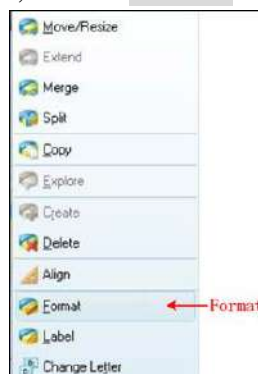 Move/Resize
Extend
Merge
Split
Copy
Explore
Create
Delete
Align
Format
Format
Label
Change Letter